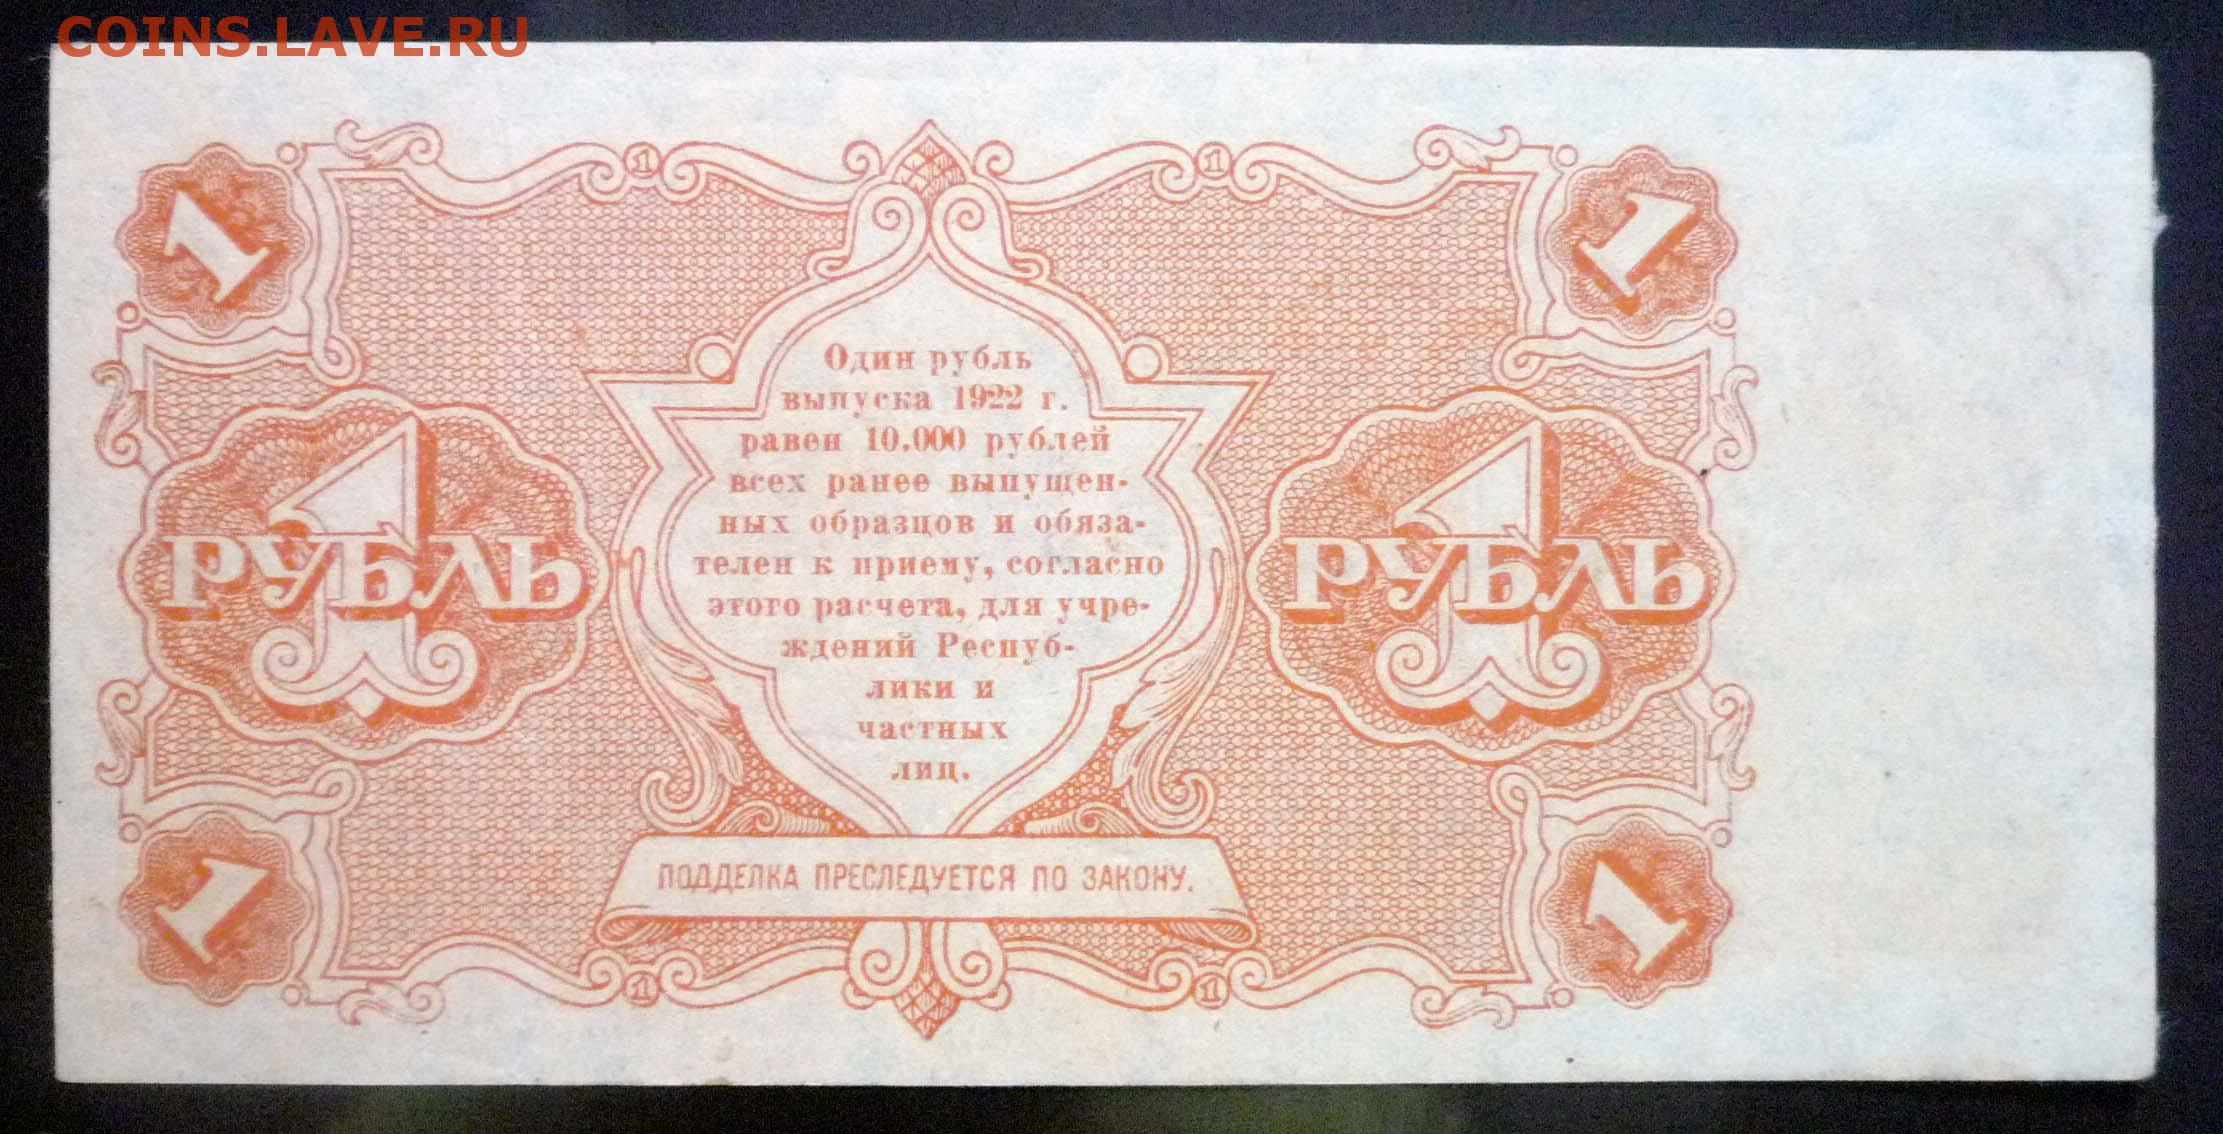 COINS.LAVE.RU
1
1
1
1
Один рубль
выпуска 1922 г.
равен 10.000 рублей
всех ранее выпущен-
ных образцов и обяза-
телен к приему, согласно
этого расчета, для учре-
ждений Респуб-
лики и
частных
лиц.
1
РУБЛЬ
1
РУБЛЬ
ПОДДЕЛКА ПРЕСЛЕДУЕТСЯ ПО ЗАКОНУ.
1
1
1
1